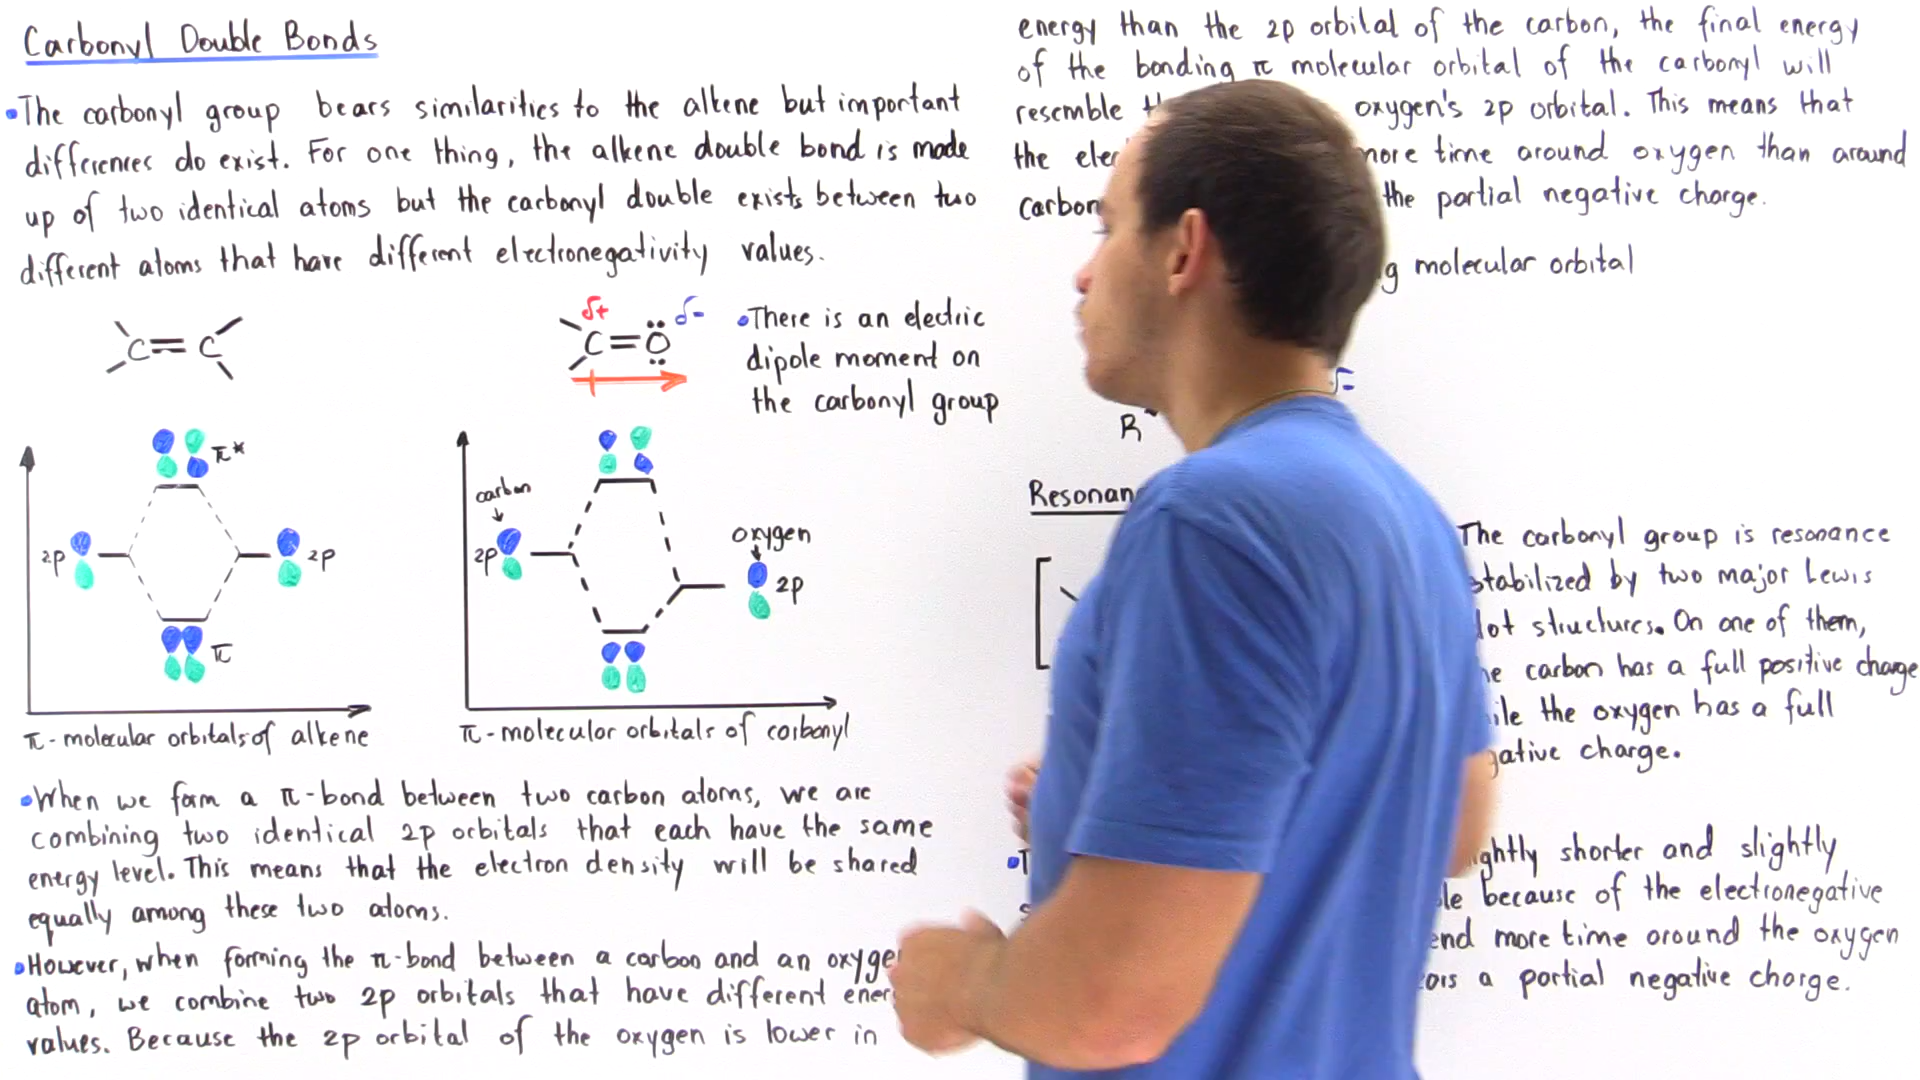 Carbonyl Double Bonds
•The carbonyl group bears similarities to the alkene but important
differences do exist. For one thing, the alkene double bond is made
up of two identical atoms but the carbonyl double exists between two
different atoms that have different electronegativity values.
C=C
δ+ δ-
C=O
•There is an electric
dipole moment on
the carbonyl group
π*
2p
2p
π
π-molecular orbitals of alkene
carbon
2p
oxygen
2p
π-molecular orbitals of carbonyl
•When we form a π-bond between two carbon atoms, we are
combining two identical 2p orbitals that each have the same
energy level. This means that the electron density will be shared
equally among these two atoms.
•However, when forming the π-bond between a carbon and an
atom, we combine two 2p orbitals that have different
values. Because the 2p orbital of the oxygen is lower in
energy than the 2p orbital of the carbon, the final energy
of the bonding π molecular orbital of the carbonyl will
resemble oxygen's 2p orbital. This means that
the more time around oxygen than around
carbon the partial negative charge.
molecular orbital
R
The carbonyl group is resonance
stabilized by two major Lewis
dot structures. On one of them,
carbon has a full positive charge
the oxygen has a full
charge.
shorter and slightly
because of the electronegative
more time around the oxygen
a partial negative charge.